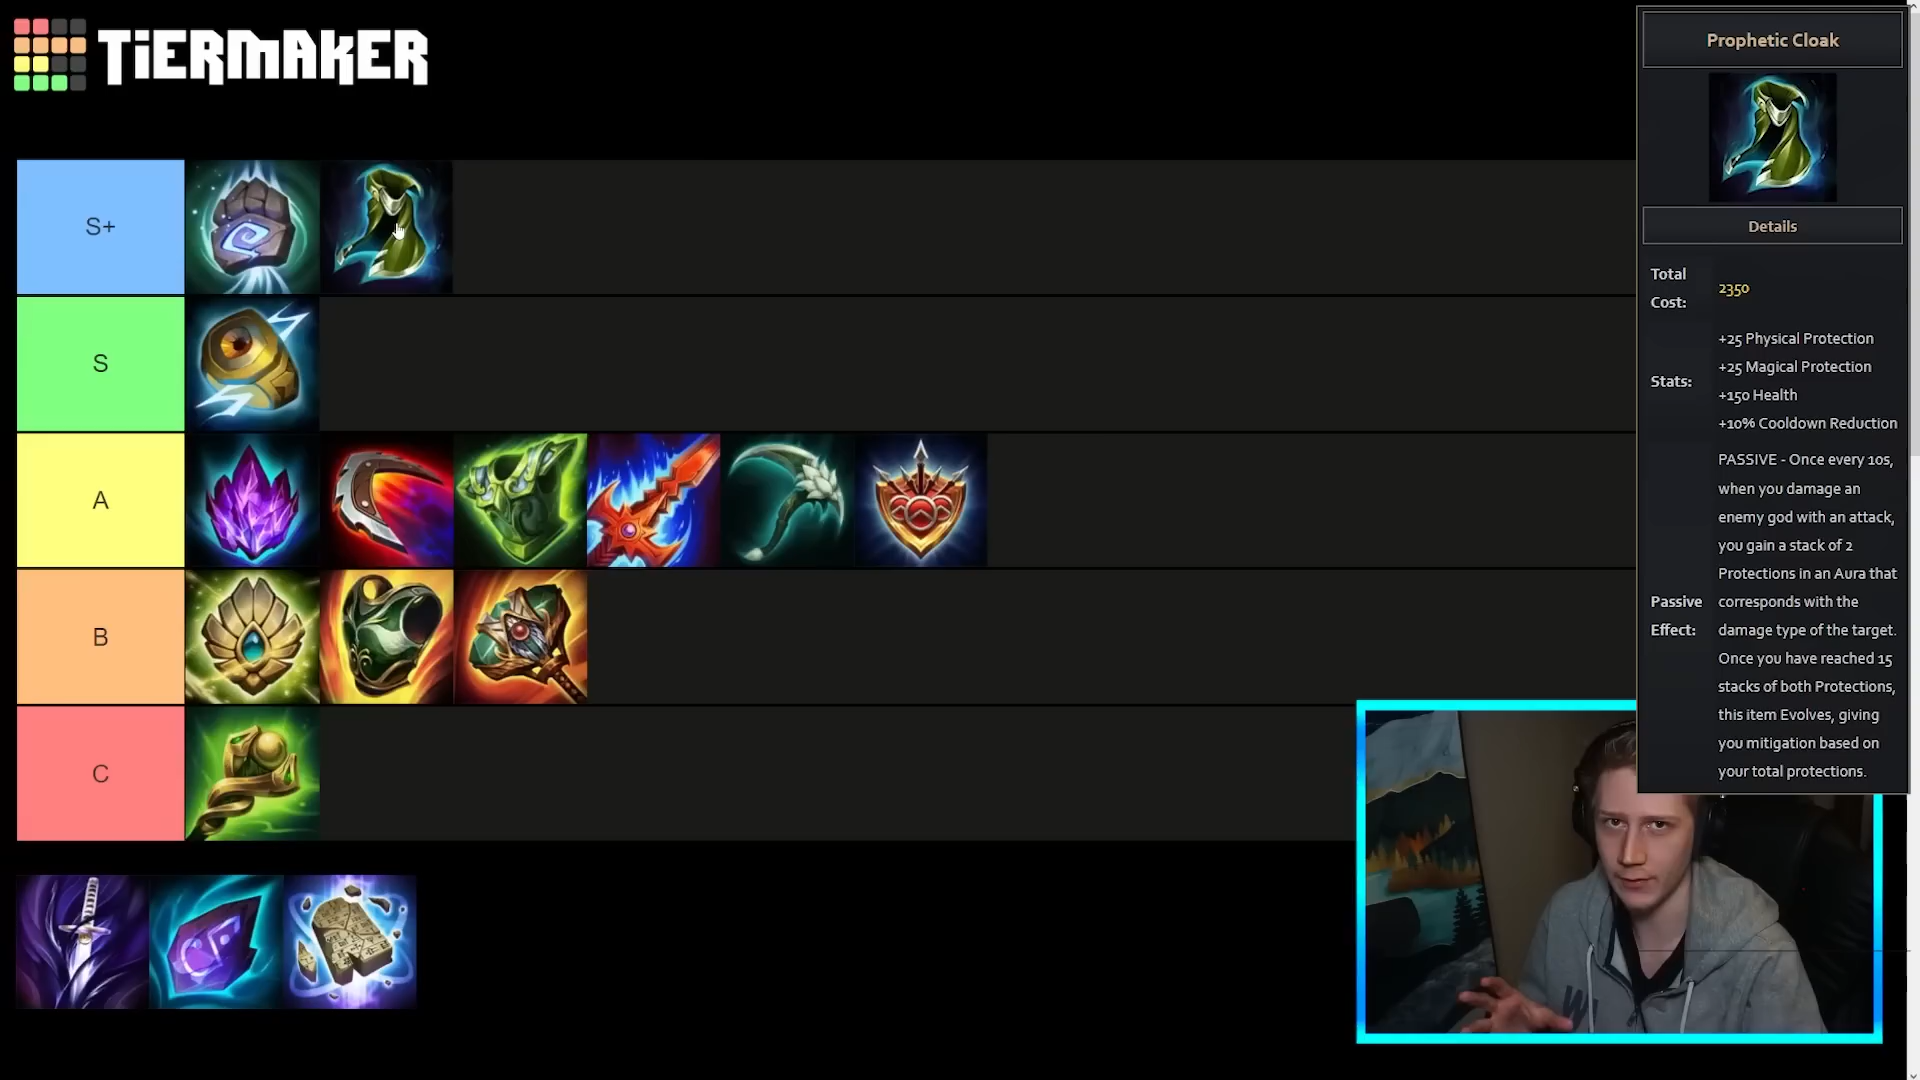 TiERMAKER
Prophetic Cloak
Details
Total Cost:
2350
Stats:
+25 Physical Protection
+25 Magical Protection
+150 Health
+10% Cooldown Reduction
Passive Effect:
PASSIVE - Once every 10s,
when you damage an
enemy god with an attack,
you gain a stack of 2
Protections in an Aura that
corresponds with the
damage type of the target.
Once you have reached 15
stacks of both Protections,
this item Evolves, giving
you mitigation based on
your total protections.
S+
S
A
B
C